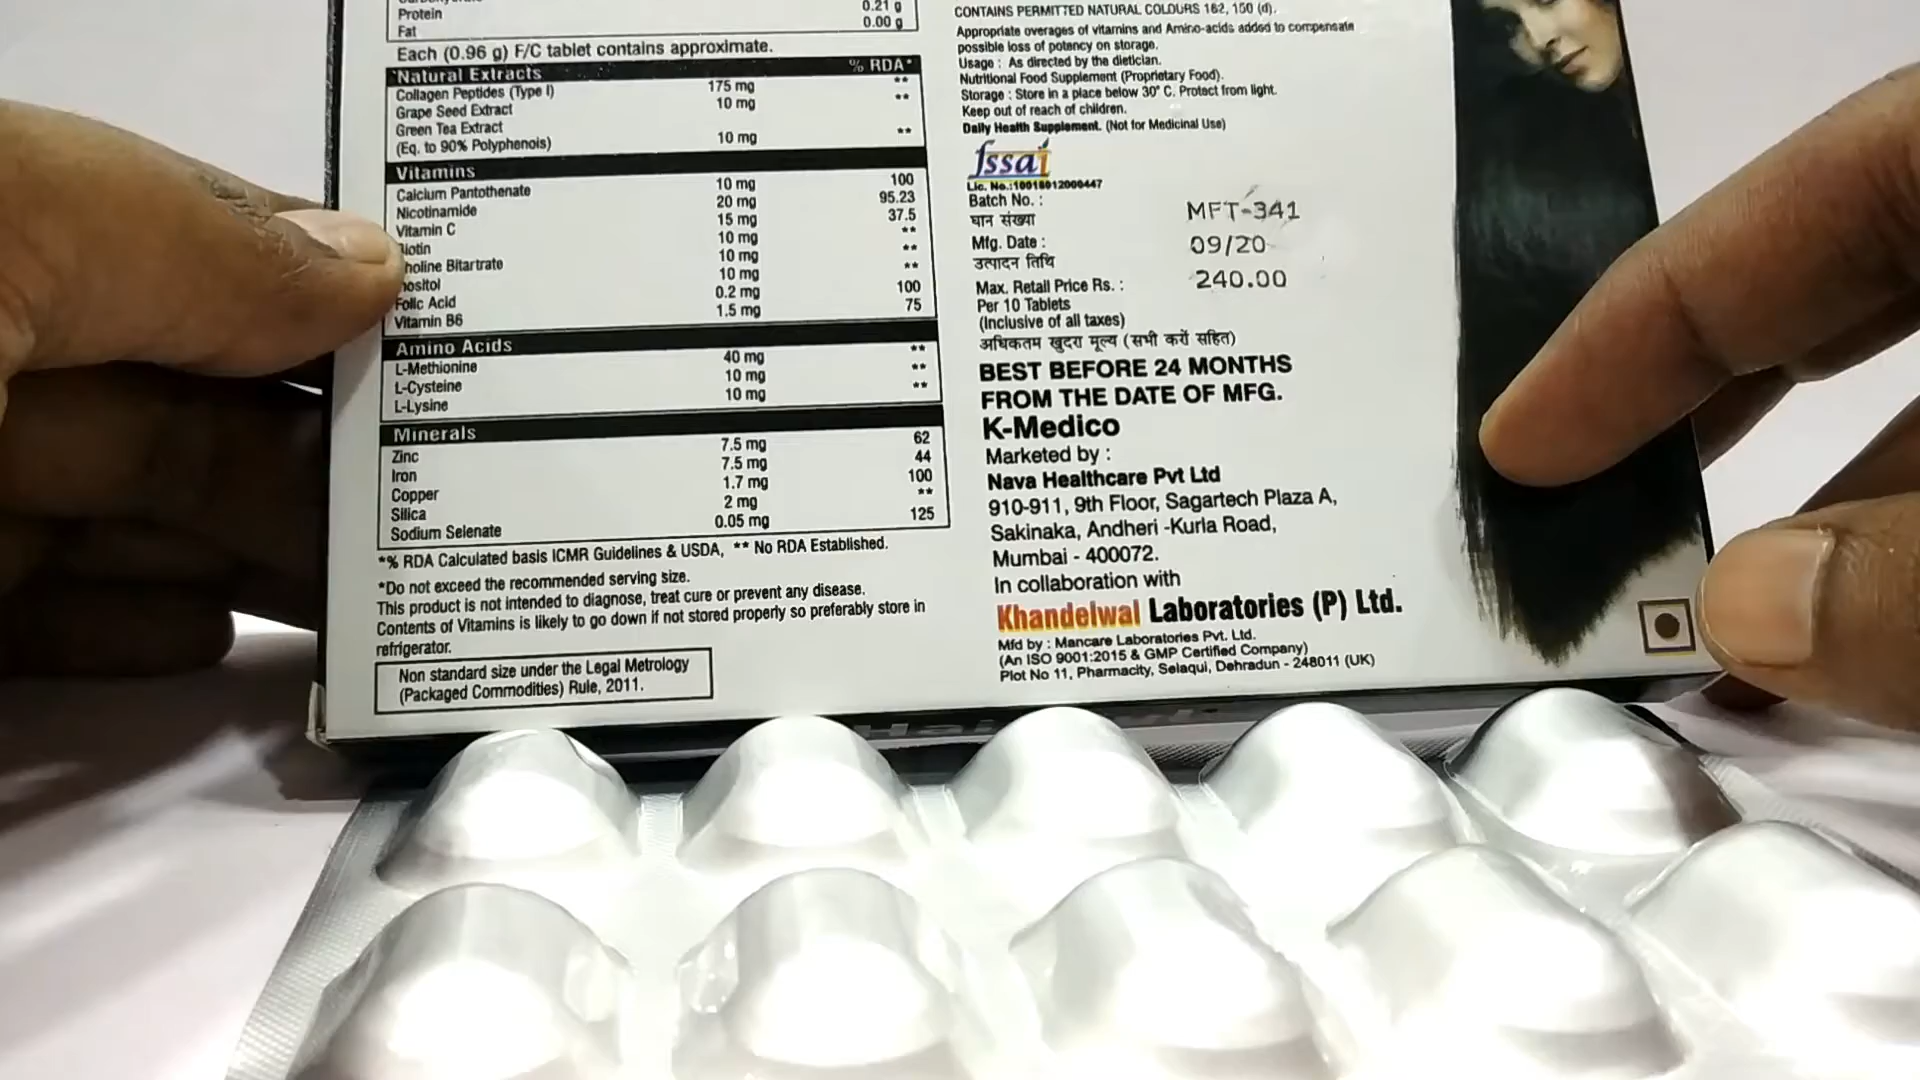 Protein 0.21 g
Fat 0.00 g
Each (0.96 g) F/C tablet contains approximate.
Natural Extracts % RDA*
Collagen Peptides (Type I) 175 mg **
Grape Seed Extract 10 mg **
Green Tea Extract
(Eq. to 90% Polyphenols) 10 mg **
Vitamins
Calcium Pantothenate 10 mg 100
Nicotinamide 20 mg 95.23
Vitamin C 15 mg 37.5
Biotin 10 mg **
holine Bitartrate 10 mg **
nositol 10 mg **
Folic Acid 0.2 mg 100
Vitamin B6 1.5 mg 75
Amino Acids
L-Methionine 40 mg **
L-Cysteine 10 mg **
L-Lysine 10 mg **
Minerals
Zinc 7.5 mg 62
Iron 7.5 mg 44
Copper 1.7 mg 100
Silica 2 mg **
Sodium Selenate 0.05 mg 125
*% RDA Calculated basis ICMR Guidelines & USDA, ** No RDA Established.
*Do not exceed the recommended serving size.
This product is not intended to diagnose, treat cure or prevent any disease.
Contents of Vitamins is likely to go down if not stored properly so preferably store in
refrigerator.
Non standard size under the Legal Metrology
(Packaged Commodities) Rule, 2011.
CONTAINS PERMITTED NATURAL COLOURS 162, 150 (d).
Appropriate overages of vitamins and Amino-acids added to compensate
possible loss of potency on storage.
Usage : As directed by the dietician.
Nutritional Food Supplement (Proprietary Food).
Storage : Store in a place below 30° C. Protect from light.
Keep out of reach of children.
Daily Health Supplement. (Not for Medicinal Use)
fssai
Lic. No.:10018012000447
Batch No. : MFT-341
घान संख्या
Mfg. Date : 09/20
उत्पादन तिथि
Max. Retail Price Rs. : 240.00
Per 10 Tablets
(Inclusive of all taxes)
अधिकतम खुदरा मूल्य (सभी करों सहित)
BEST BEFORE 24 MONTHS
FROM THE DATE OF MFG.
K-Medico
Marketed by :
Nava Healthcare Pvt Ltd
910-911, 9th Floor, Sagartech Plaza A,
Sakinaka, Andheri -Kurla Road,
Mumbai - 400072.
In collaboration with
Khandelwal Laboratories (P) Ltd.
Mfd by : Mancare Laboratories Pvt. Ltd.
(An ISO 9001:2015 & GMP Certified Company)
Plot No 11, Pharmacity, Selaqui, Dehradun - 248011 (UK)